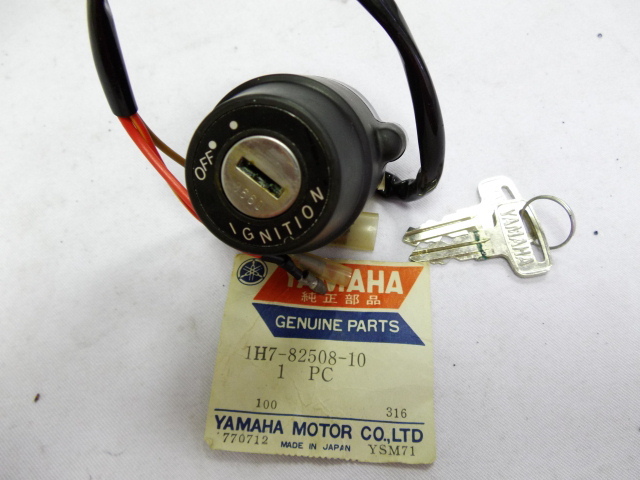 OFF
IGNITION
YAMAHA
YAMAHA
純正部品
GENUINE PARTS
1H7-82508-10
1 PC
100 316
YAMAHA MOTOR CO.,LTD
770712 MADE IN JAPAN YSM71